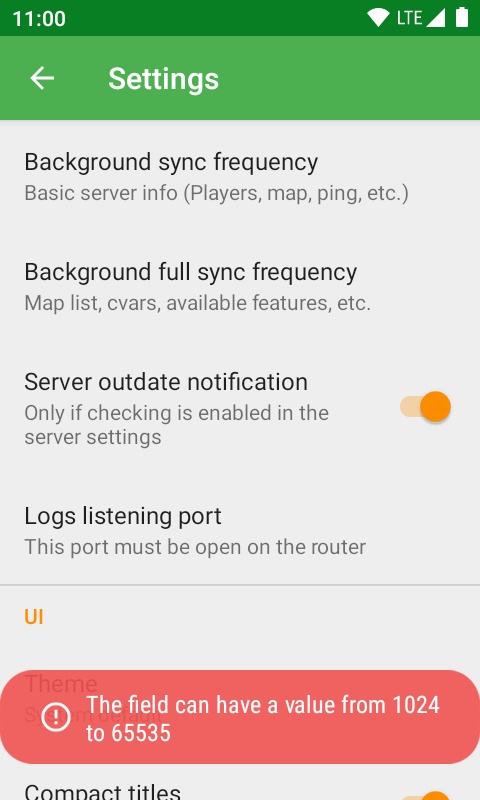 11:00
LTE
Settings
Background sync frequency
Basic server info (Players, map, ping, etc.)
Background full sync frequency
Map list, cvars, available features, etc.
Server outdate notification
Only if checking is enabled in the
server settings
Logs listening port
This port must be open on the router
UI
Theme
System default
The field can have a value from 1024
to 65535
Compact titles